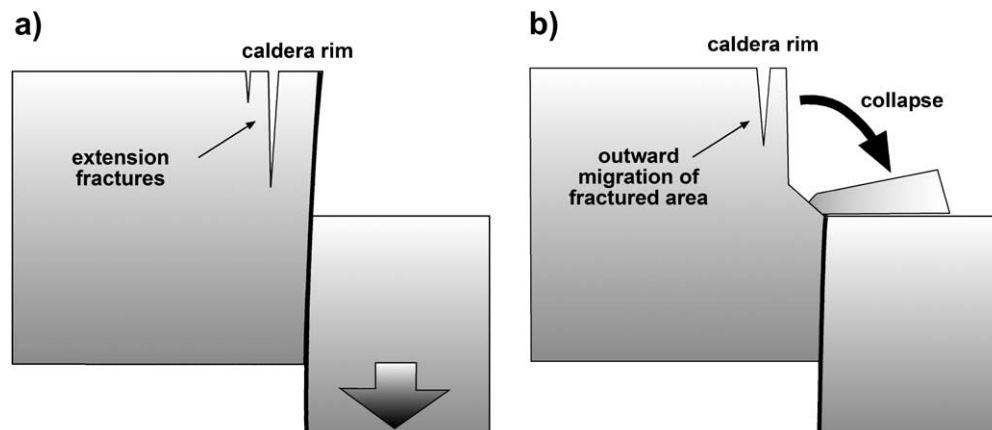 a)
caldera rim
extension
fractures
b)
caldera rim
collapse
outward
migration of
fractured area